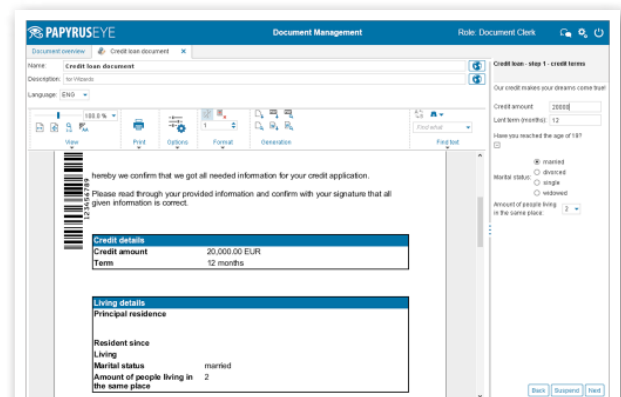 PAPYRUSEYE
Document Management
Role: Document Clerk
Document overview
Credit loan document
x
Name: Credit loan document
Description: for Wizards
Language: ENG
100.0 %
1
Find what
View
Print
Options
Format
Generation
Find text
123456789
hereby we confirm that we got all needed information for your credit application.
Please read through your provided information and confirm with your signature that all
given information is correct.
Credit details
Credit amount 20,000.00 EUR
Term 12 months
Living details
Principal residence
Resident since
Living
Marital status married
Amount of people living in 2
the same place
Credit loan - step 1 - credit terms
Our credit makes your dreams come true!
Credit amount: 20000
Lent term (months): 12
Have you reached the age of 19?
Marital status:
married
divorced
single
widowed
Amount of people living 2
in the same place:
Back
Suspend
Next